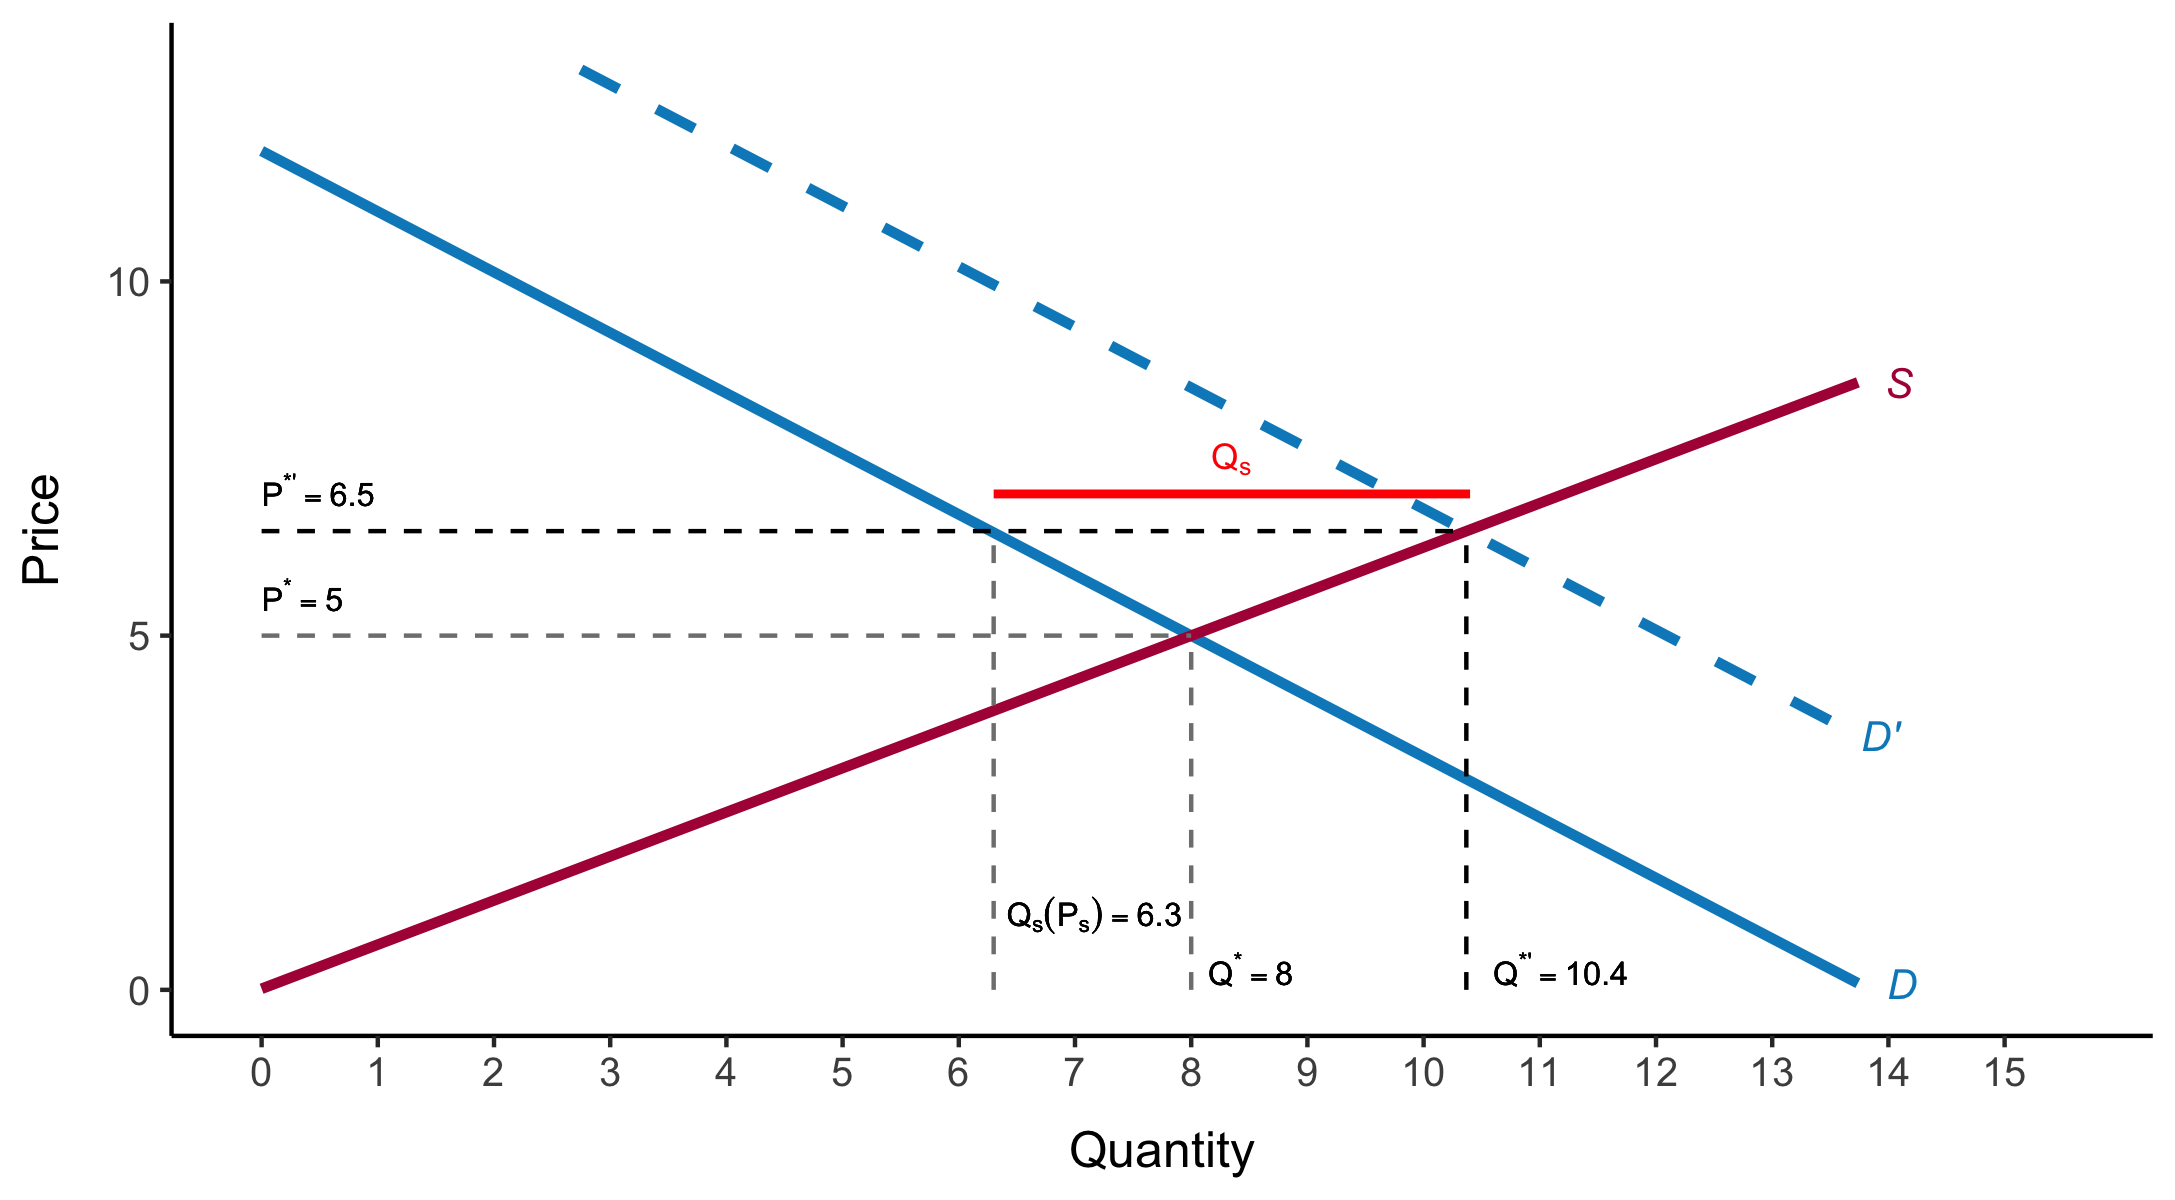 10
5
0
Price
P*' = 6.5
P* = 5
Qs
S
D'
D
Qs(Ps) = 6.3
Q* = 8
Q*' = 10.4
0 1 2 3 4 5 6 7 8 9 10 11 12 13 14 15
Quantity